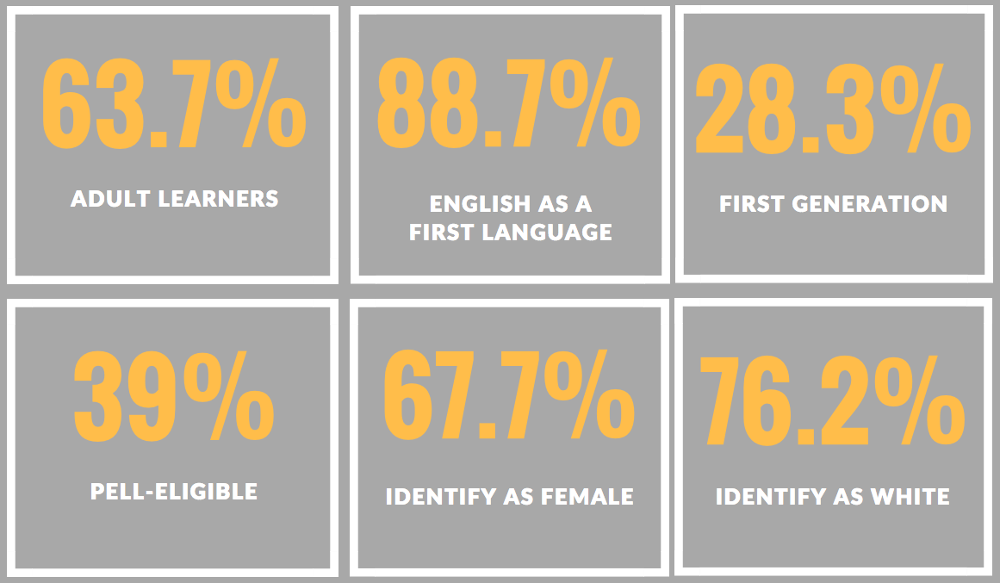 63.7%
ADULT LEARNERS
88.7%
ENGLISH AS A
FIRST LANGUAGE
28.3%
FIRST GENERATION
39%
PELL-ELIGIBLE
67.7%
IDENTIFY AS FEMALE
76.2%
IDENTIFY AS WHITE